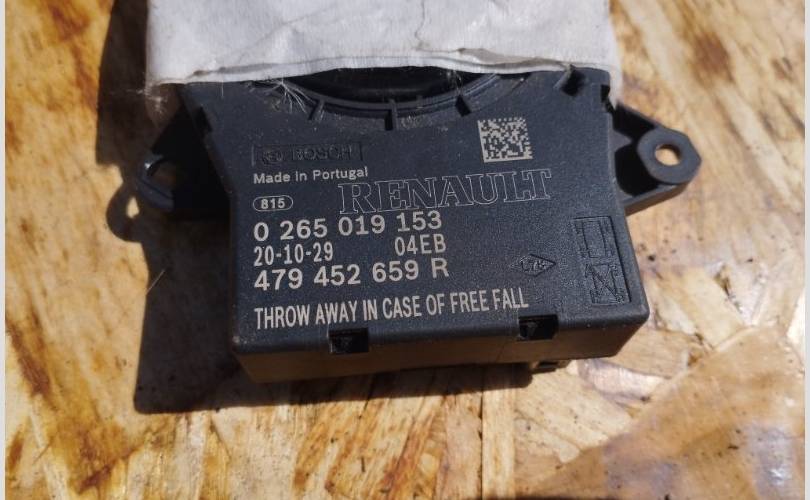 BOSCH
Made in Portugal
815 RENAULT
0 265 019 153
20-10-29 04EB
479 452 659 R
THROW AWAY IN CASE OF FREE FALL